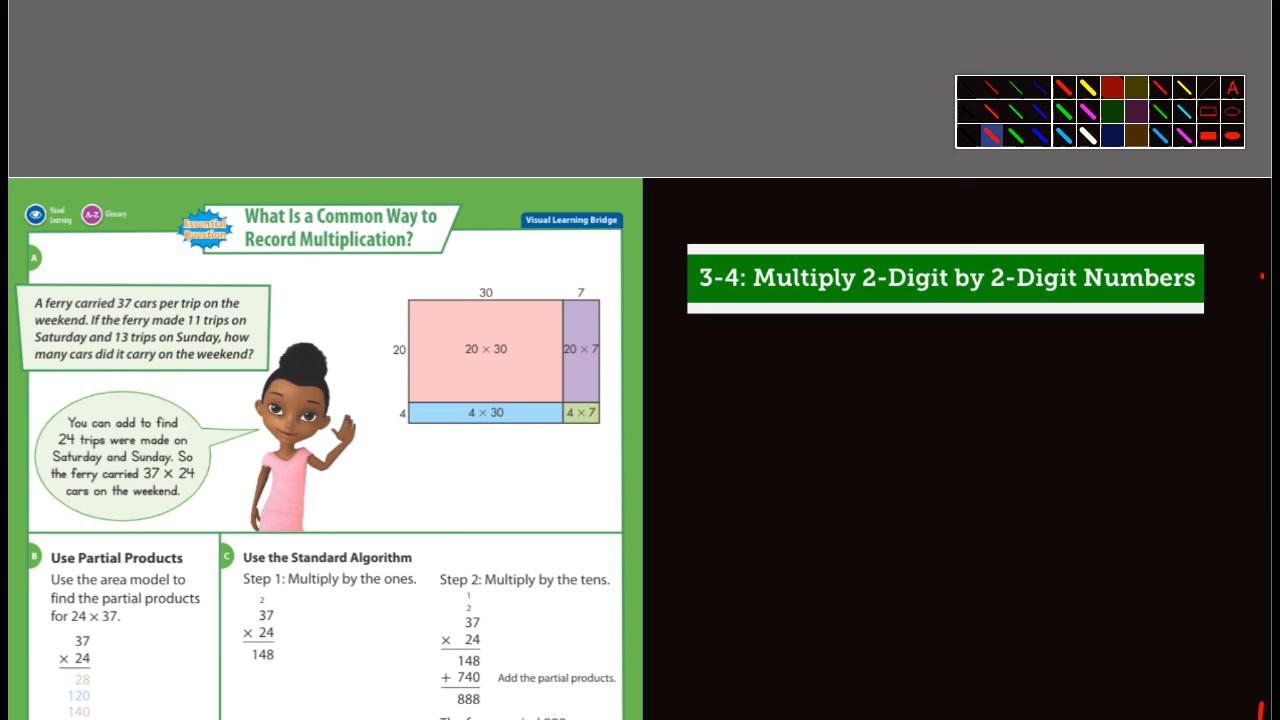 Visual
Learning
A-Z
Glossary
Essential
Question
What Is a Common Way to
Record Multiplication?
Visual Learning Bridge
A
A ferry carried 37 cars per trip on the
weekend. If the ferry made 11 trips on
Saturday and 13 trips on Sunday, how
many cars did it carry on the weekend?
You can add to find
24 trips were made on
Saturday and Sunday. So
the ferry carried 37 × 24
cars on the weekend.
30 7
20 20 × 30 20 × 7
4 4 × 30 4 × 7
B
Use Partial Products
Use the area model to
find the partial products
for 24 × 37.
37
× 24
28
120
140
C
Use the Standard Algorithm
Step 1: Multiply by the ones.
2
37
× 24
148
Step 2: Multiply by the tens.
1
2
37
× 24
148
+ 740 Add the partial products.
888
3-4: Multiply 2-Digit by 2-Digit Numbers
A